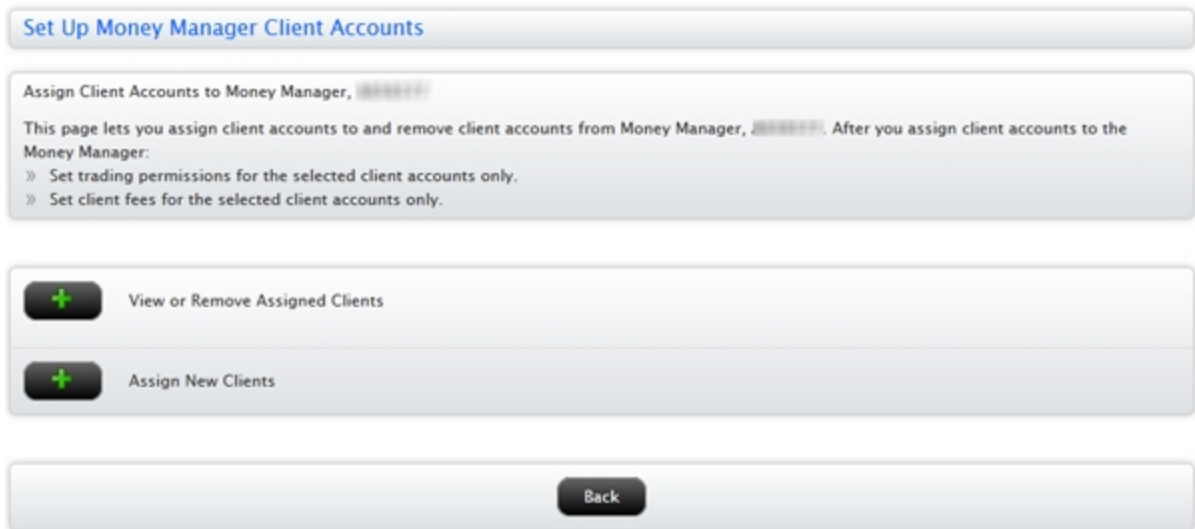 Set Up Money Manager Client Accounts
Assign Client Accounts to Money Manager,
This page lets you assign client accounts to and remove client accounts from Money Manager, . After you assign client accounts to the
Money Manager:
» Set trading permissions for the selected client accounts only.
» Set client fees for the selected client accounts only.
View or Remove Assigned Clients
Assign New Clients
Back